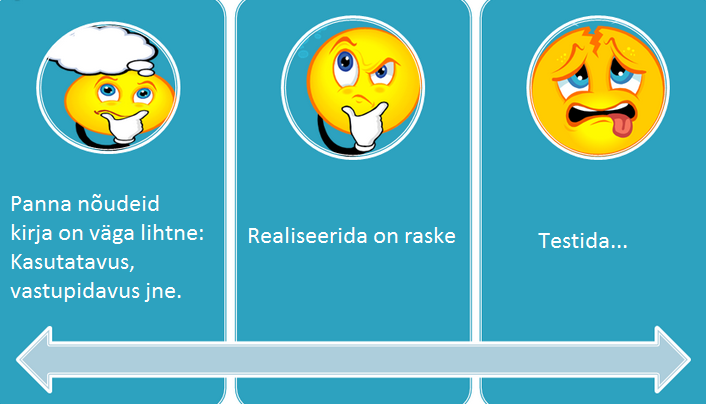 Panna nõudeid
kirja on väga lihtne:
Kasutatavus,
vastupidavus jne.
Realiseerida on raske
Testida...